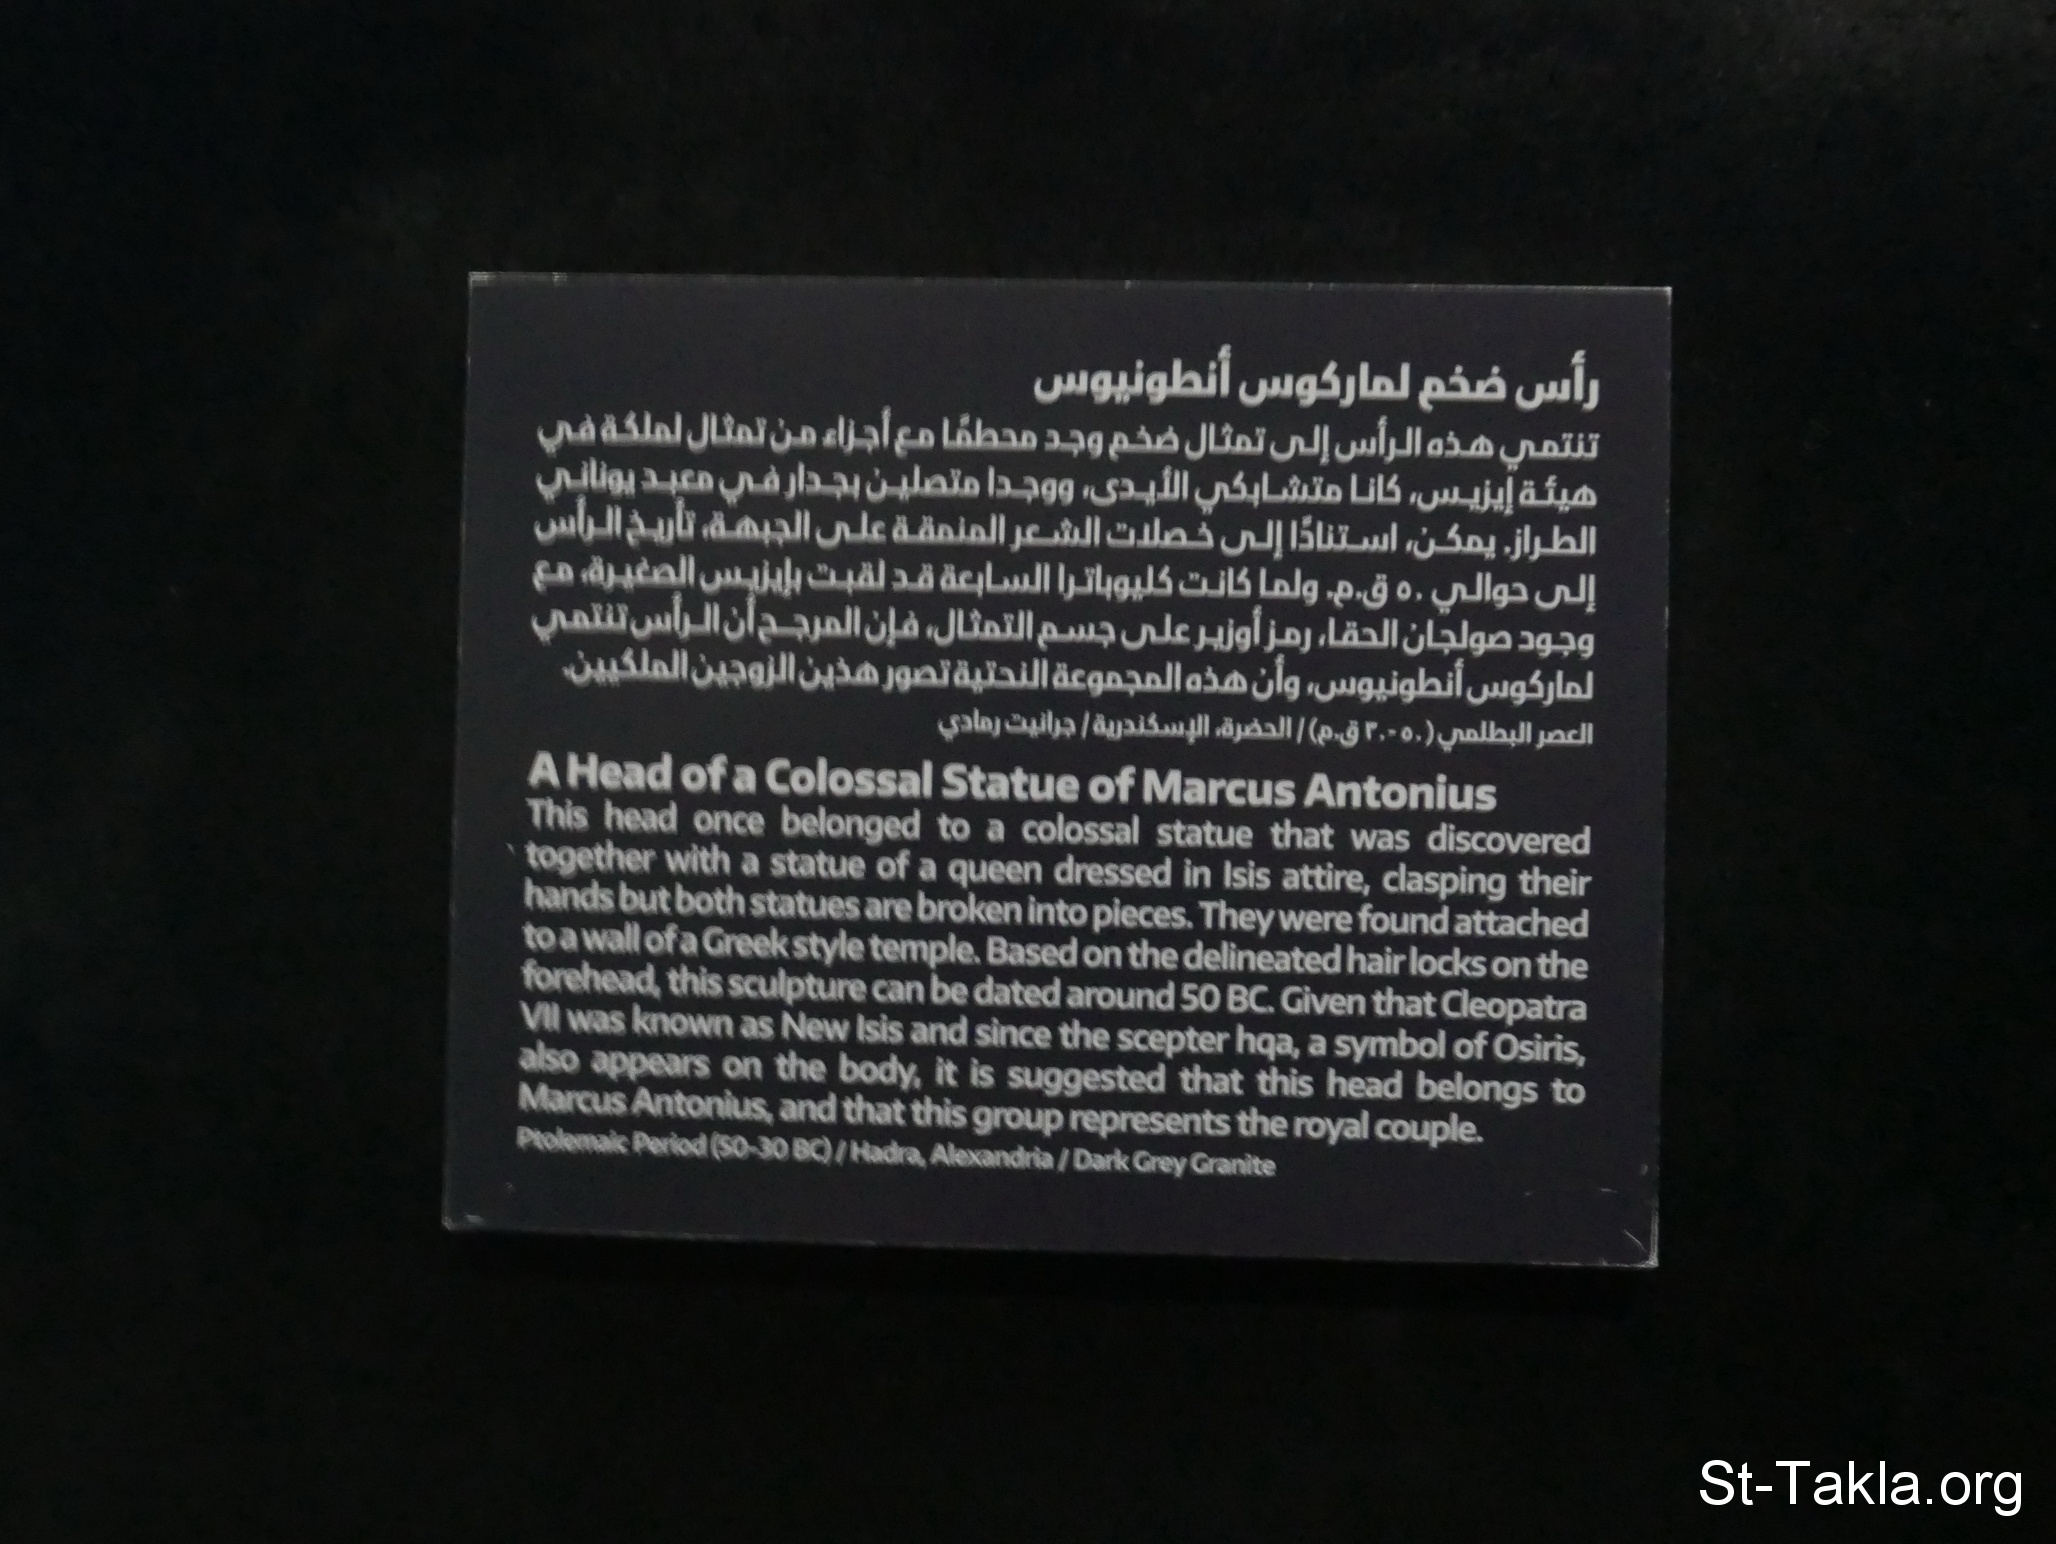 رأس ضخم لماركوس أنطونيوس
تنتمي هذه الرأس إلى تمثال ضخم وجد محطمًا مع أجزاء من تمثال لملكة في
هيئة إيزيس، كانا متشابكي الأيدى، ووجدا متصلين بجدار في معبد يوناني
الطراز. يمكن، استنادًا إلى خصلات الشعر المنمقة على الجبهة، تأريخ الرأس
إلى حوالي ٥٠ ق.م. ولما كانت كليوباترا السابعة قد لقبت بإيزيس الصغيرة، مع
وجود صولجان الحقا، رمز أوزير على جسم التمثال، فإن المرجح أن الرأس تنتمي
لماركوس أنطونيوس، وأن هذه المجموعة النحتية تصور هذين الزوجين الملكيين.
العصر البطلمي (٥٠-٣٠ ق.م) / الحضرة، الإسكندرية / جرانيت رمادي
A Head of a Colossal Statue of Marcus Antonius
This head once belonged to a colossal statue that was discovered
together with a statue of a queen dressed in Isis attire, clasping their
hands but both statues are broken into pieces. They were found attached
to a wall of a Greek style temple. Based on the delineated hair locks on the
forehead, this sculpture can be dated around 50 BC. Given that Cleopatra
VII was known as New Isis and since the scepter hqa, a symbol of Osiris,
also appears on the body, it is suggested that this head belongs to
Marcus Antonius, and that this group represents the royal couple.
Ptolemaic Period (50-30 BC) / Hadra, Alexandria / Dark Grey Granite
St-Takla.org